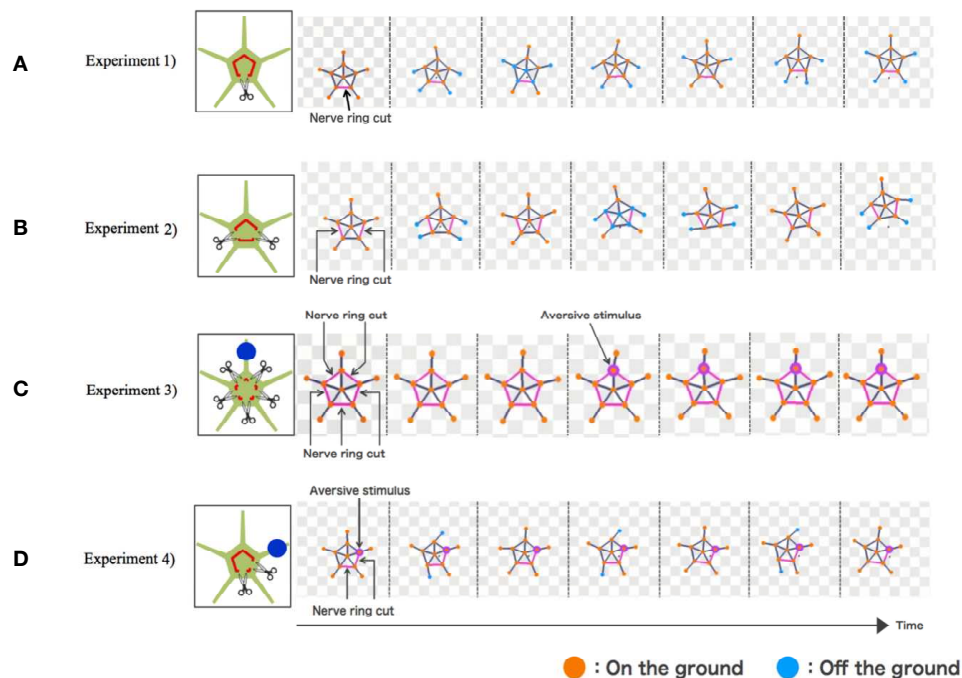 A
Experiment 1)
Nerve ring cut
B
Experiment 2)
Nerve ring cut
Nerve ring cut
Aversive stimulus
C
Experiment 3)
Nerve ring cut
Aversive stimulus
D
Experiment 4)
Nerve ring cut
Time
: On the ground
: Off the ground